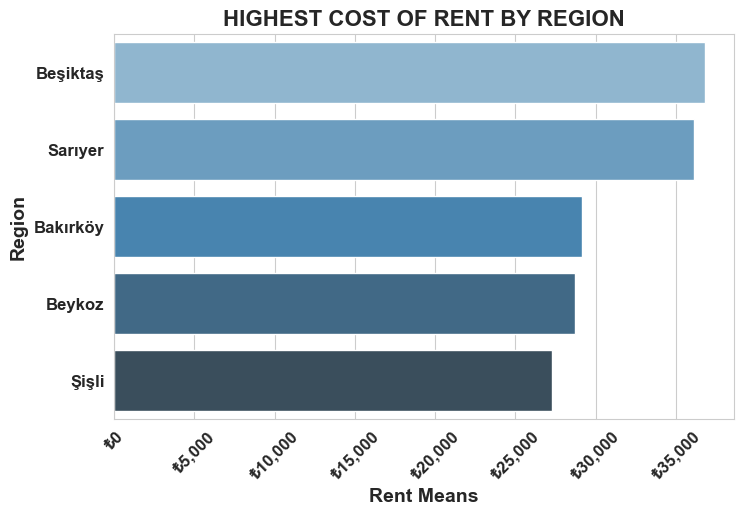 HIGHEST COST OF RENT BY REGION
Region
Beşiktaş
Sarıyer
Bakırköy
Beykoz
Şişli
₺0
₺5,000
₺10,000
₺15,000
₺20,000
₺25,000
₺30,000
₺35,000
Rent Means